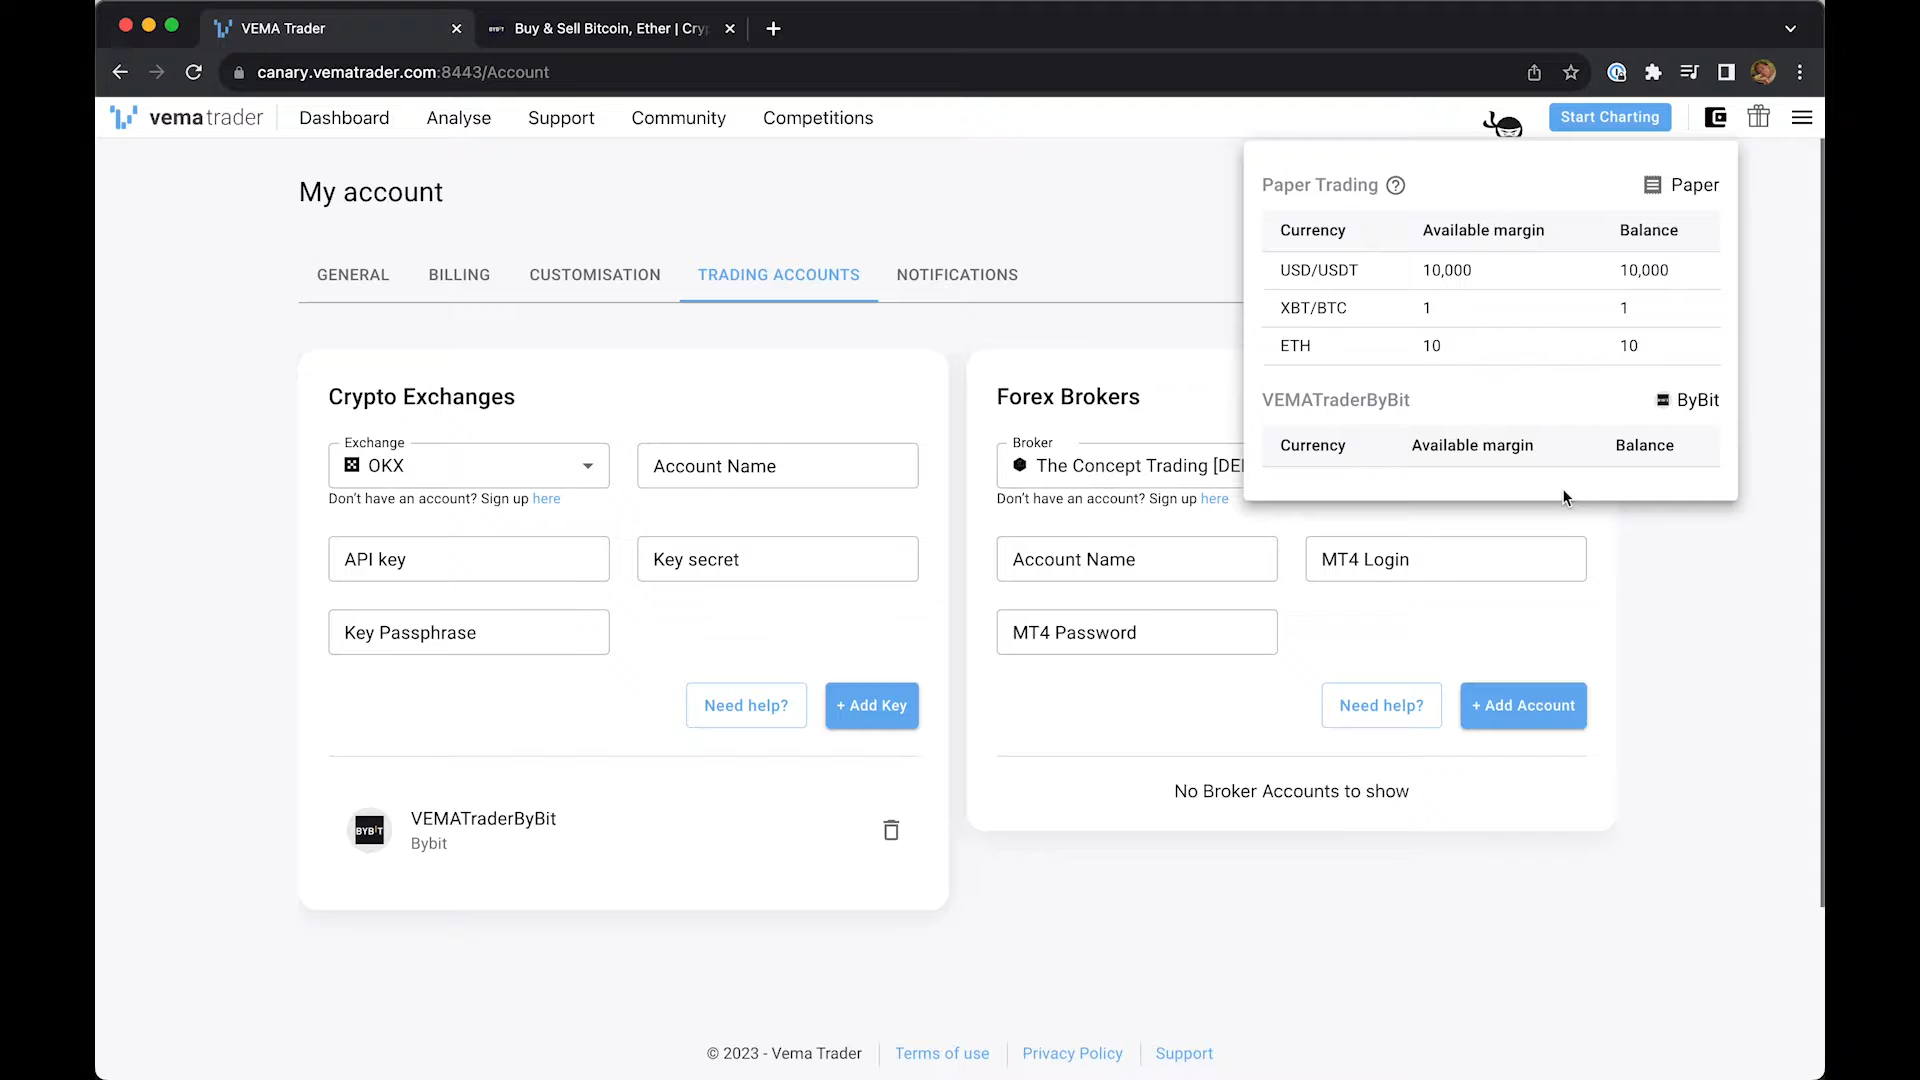 VEMA Trader
Buy & Sell Bitcoin, Ether | Cry
canary.vematrader.com:8443/Account
vematrader
Dashboard
Analyse
Support
Community
Competitions
Start Charting
My account
GENERAL
BILLING
CUSTOMISATION
TRADING ACCOUNTS
NOTIFICATIONS
Paper Trading ?
Paper
Currency Available margin Balance
USD/USDT 10,000 10,000
XBT/BTC 1 1
ETH 10 10
VEMATraderByBit
ByBit
Currency Available margin Balance
Crypto Exchanges
Exchange
OKX
Account Name
Don't have an account? Sign up here
API key
Key secret
Key Passphrase
Need help?
+ Add Key
BYBIT
VEMATraderByBit
Bybit
Forex Brokers
Broker
The Concept Trading [DE
Don't have an account? Sign up here
Account Name
MT4 Login
MT4 Password
Need help?
+ Add Account
No Broker Accounts to show
© 2023 - Vema Trader
Terms of use
Privacy Policy
Support